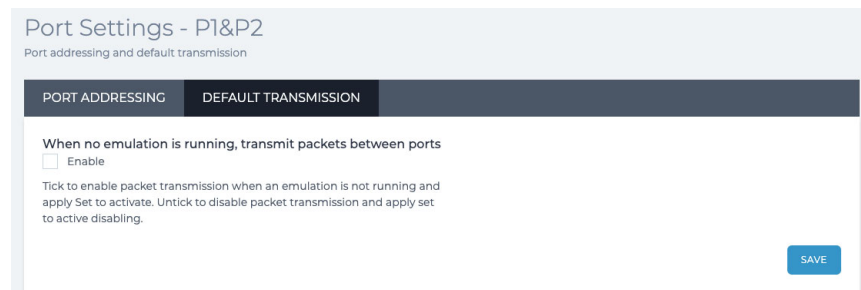 Port Settings - P1&P2
Port addressing and default transmission
PORT ADDRESSING DEFAULT TRANSMISSION
When no emulation is running, transmit packets between ports
Enable
Tick to enable packet transmission when an emulation is not running and
apply Set to activate. Untick to disable packet transmission and apply set
to active disabling.
SAVE